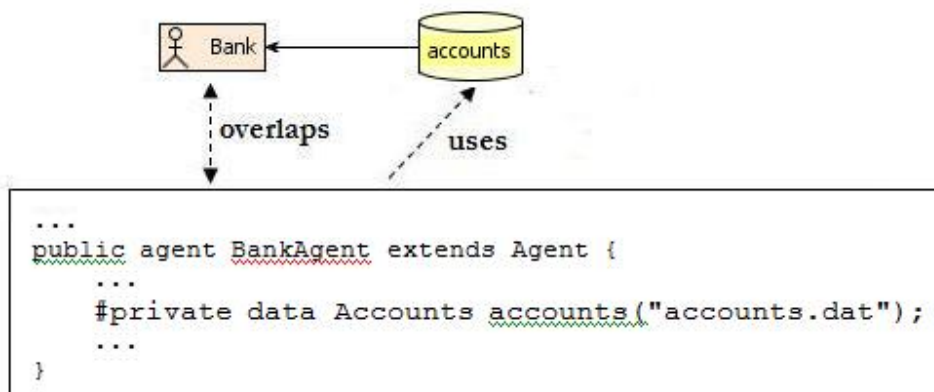 Bank
accounts
overlaps
uses
...
public agent BankAgent extends Agent {
...
#private data Accounts accounts("accounts.dat");
...
}